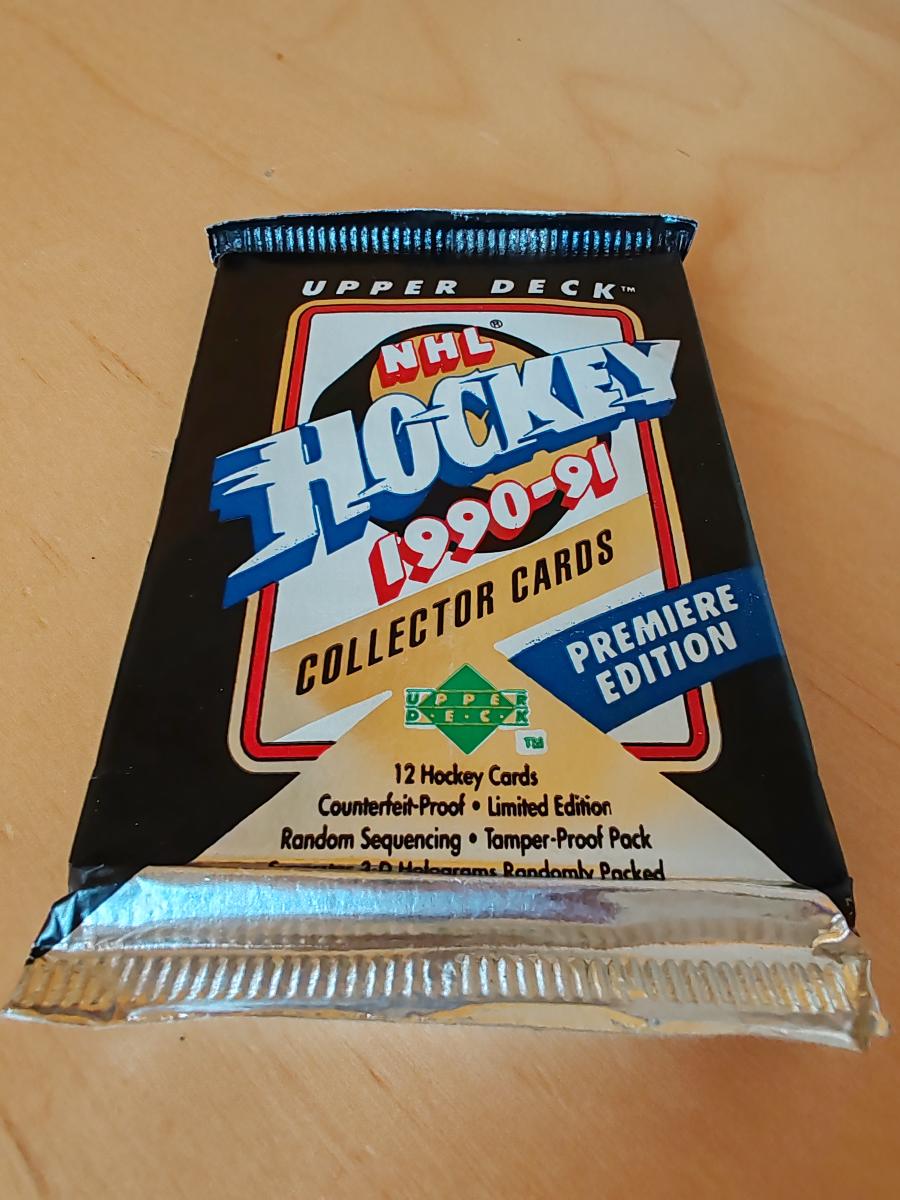 UPPER DECK™
NHL®
HOCKEY
1990-91
COLLECTOR CARDS
PREMIERE
EDITION
UPPER
D·E·C·K
TM
12 Hockey Cards
Counterfeit-Proof • Limited Edition
Random Sequencing • Tamper-Proof Pack
3-D Holograms Randomly Packed